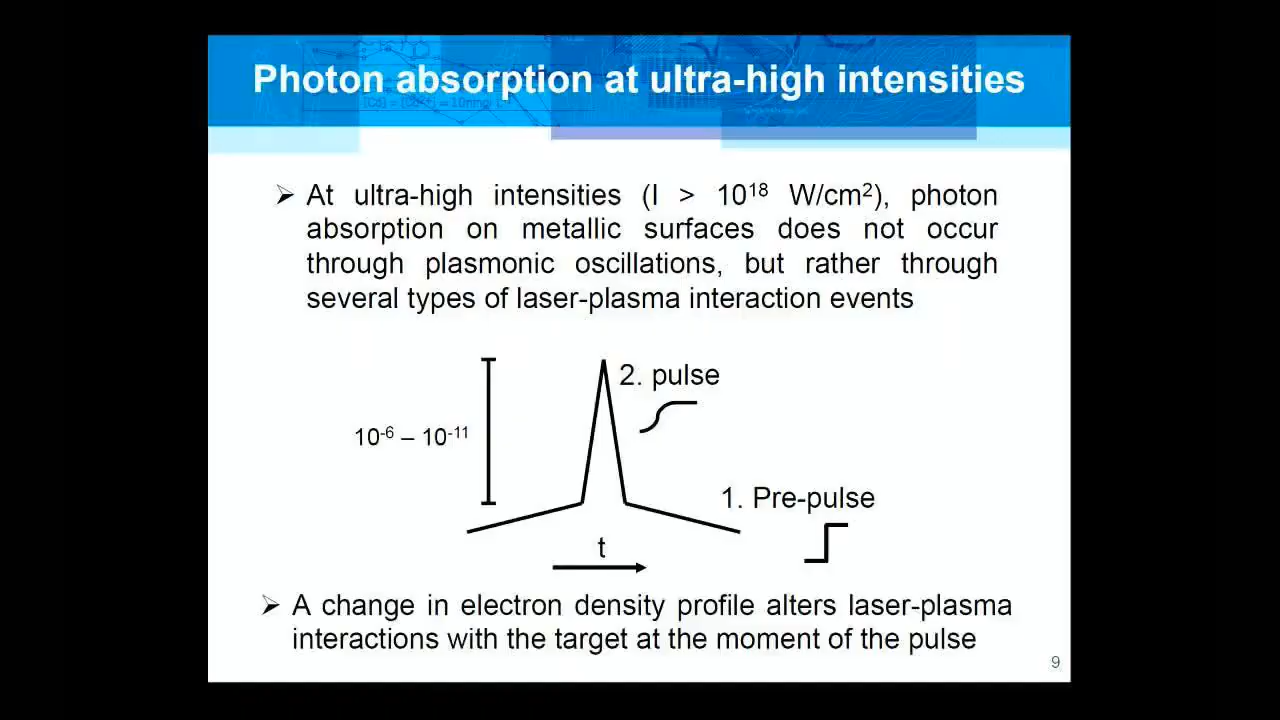 Photon absorption at ultra-high intensities
➢ At ultra-high intensities (I > 10¹⁸ W/cm²), photon
absorption on metallic surfaces does not occur
through plasmonic oscillations, but rather through
several types of laser-plasma interaction events
2. pulse
10⁻⁶ – 10⁻¹¹
1. Pre-pulse
t
➢ A change in electron density profile alters laser-plasma
interactions with the target at the moment of the pulse
9